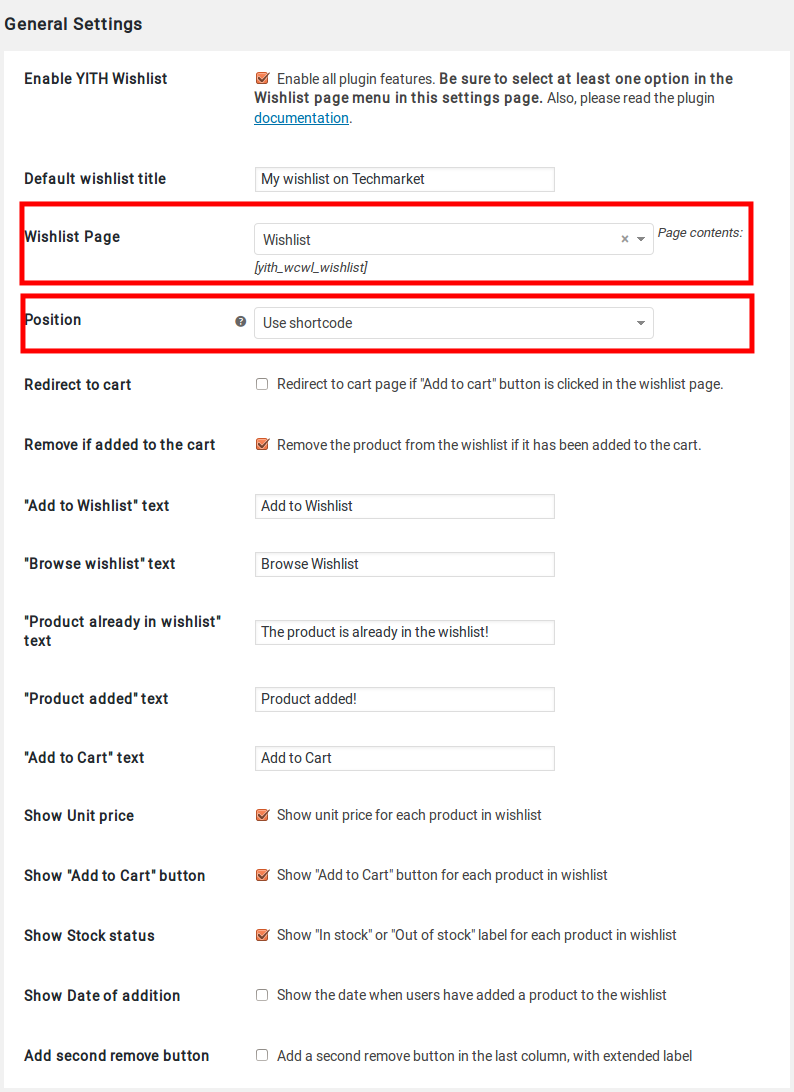 General Settings
Enable YITH Wishlist
Enable all plugin features. Be sure to select at least one option in the
Wishlist page menu in this settings page. Also, please read the plugin
documentation.
Default wishlist title
My wishlist on Techmarket
Wishlist Page
Wishlist × Page contents:
[yith_wcwl_wishlist]
Position ? Use shortcode
Redirect to cart
Redirect to cart page if "Add to cart" button is clicked in the wishlist page.
Remove if added to the cart
Remove the product from the wishlist if it has been added to the cart.
"Add to Wishlist" text
Add to Wishlist
"Browse wishlist" text
Browse Wishlist
"Product already in wishlist"
text
The product is already in the wishlist!
"Product added" text
Product added!
"Add to Cart" text
Add to Cart
Show Unit price
Show unit price for each product in wishlist
Show "Add to Cart" button
Show "Add to Cart" button for each product in wishlist
Show Stock status
Show "In stock" or "Out of stock" label for each product in wishlist
Show Date of addition
Show the date when users have added a product to the wishlist
Add second remove button
Add a second remove button in the last column, with extended label